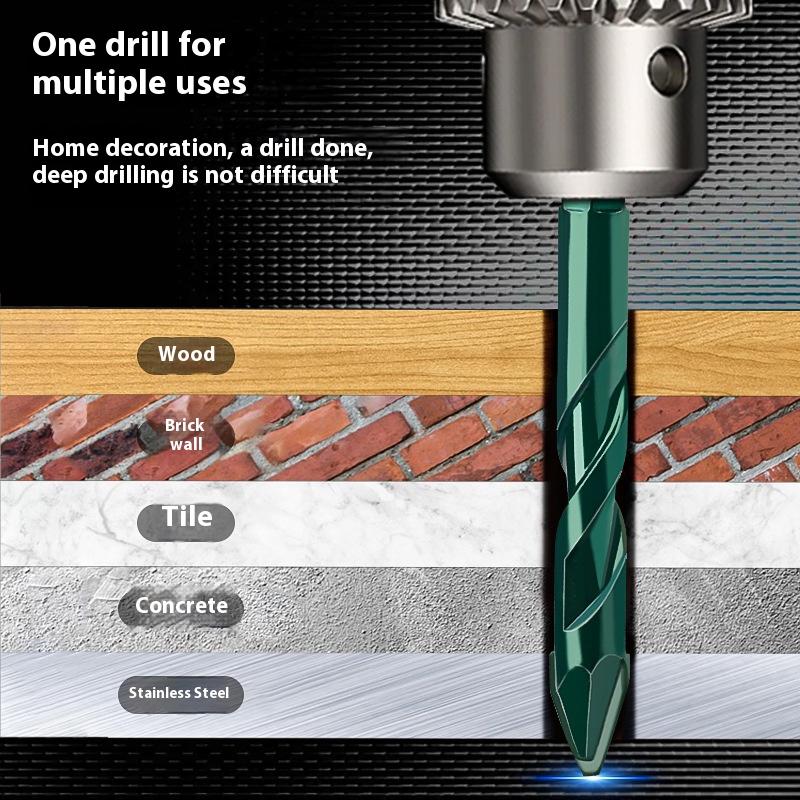 One drill for
multiple uses
Home decoration, a drill done,
deep drilling is not difficult
Wood
Brick
wall
Tile
Concrete
Stainless Steel